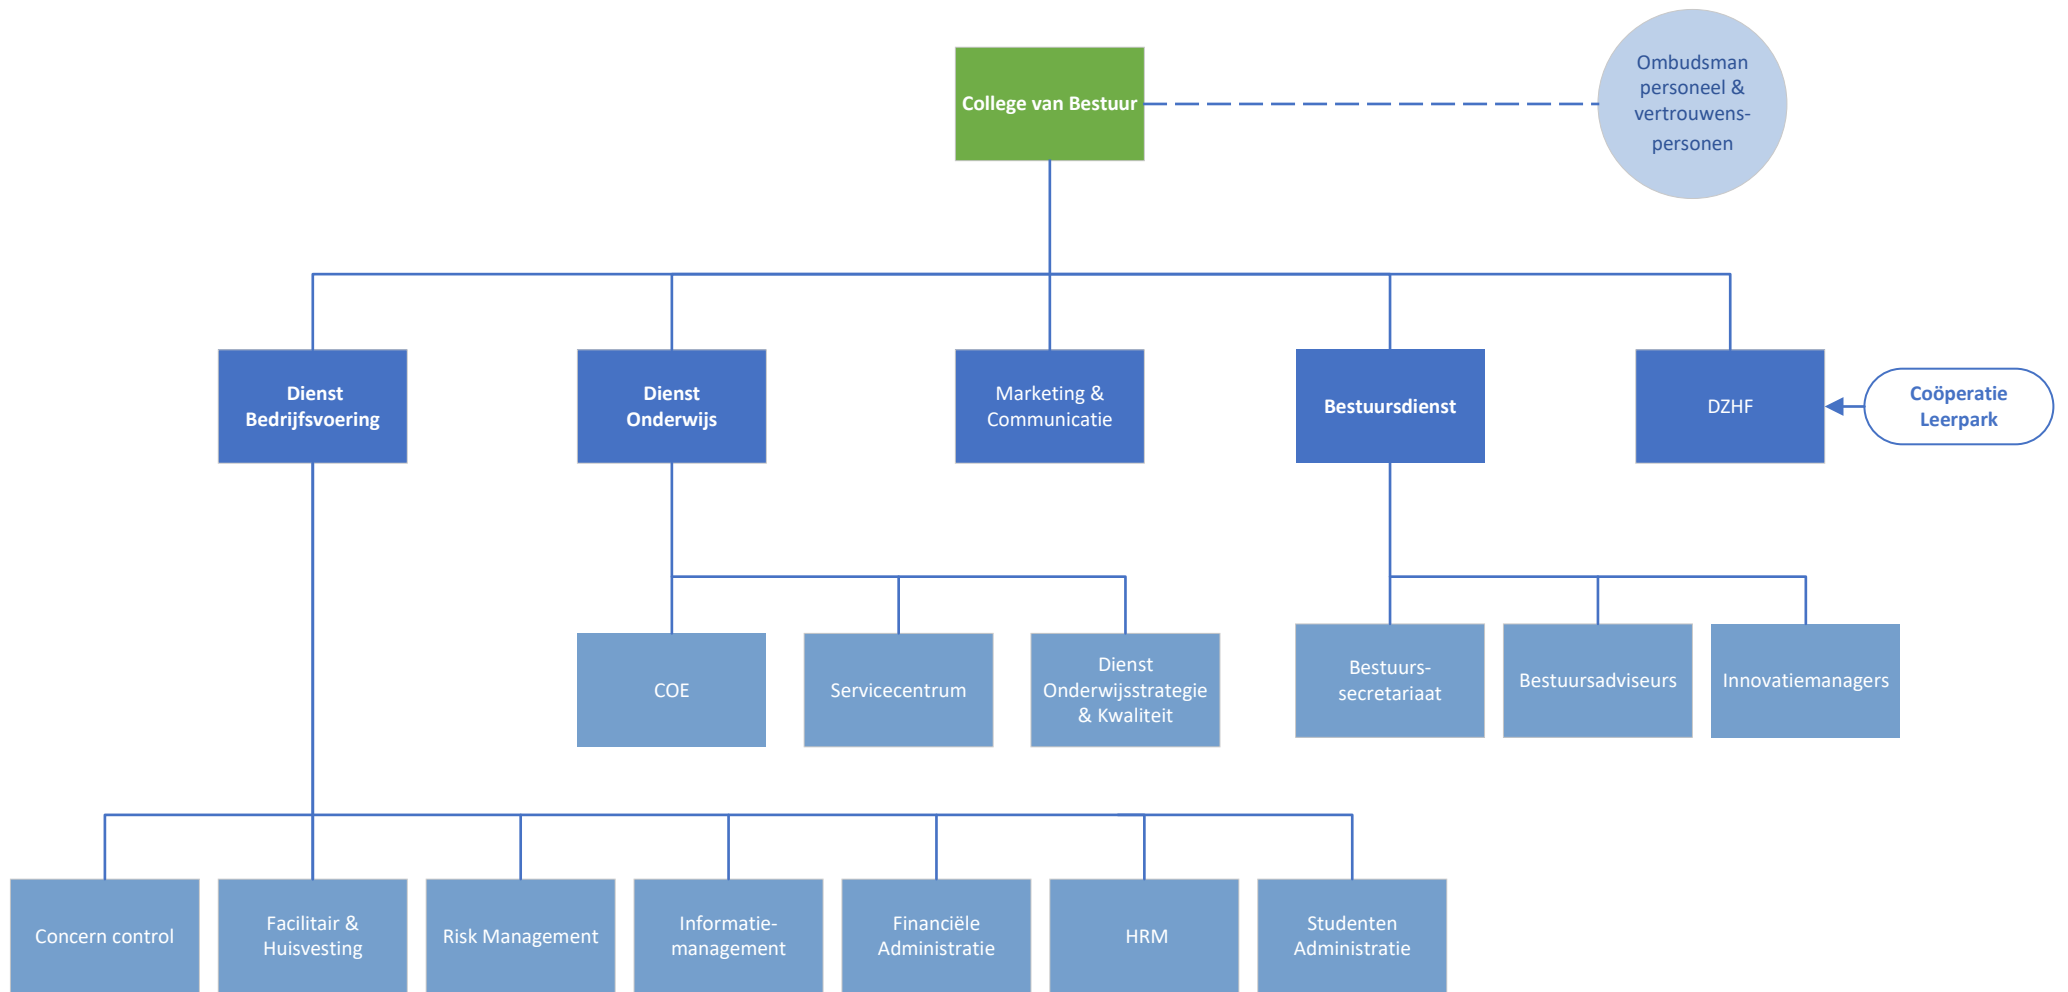 College van Bestuur
Ombudsman
personeel &
vertrouwens-
personen
Dienst
Bedrijfsvoering
Dienst
Onderwijs
Marketing &
Communicatie
Bestuursdienst
DZHF
Coöperatie
Leerpark
COE
Servicecentrum
Dienst
Onderwijsstrategie
& Kwaliteit
Bestuurs-
secretariaat
Bestuursadviseurs
Innovatiemanagers
Concern control
Facilitair &
Huisvesting
Risk Management
Informatie-
management
Financiële
Administratie
HRM
Studenten
Administratie